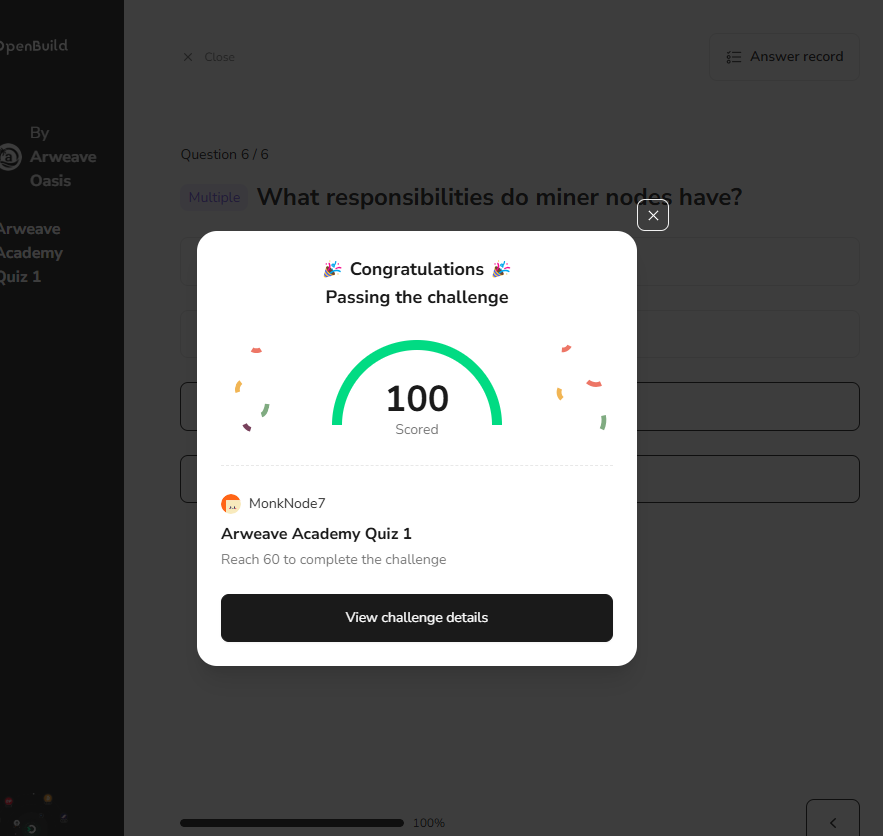 OpenBuild
Close
Answer record
By
Arweave
Oasis
Arweave
Academy
Quiz 1
Question 6 / 6
Multiple What responsibilities do miner nodes have?
🎉 Congratulations 🎉
Passing the challenge
100
Scored
MonkNode7
Arweave Academy Quiz 1
Reach 60 to complete the challenge
View challenge details
100%